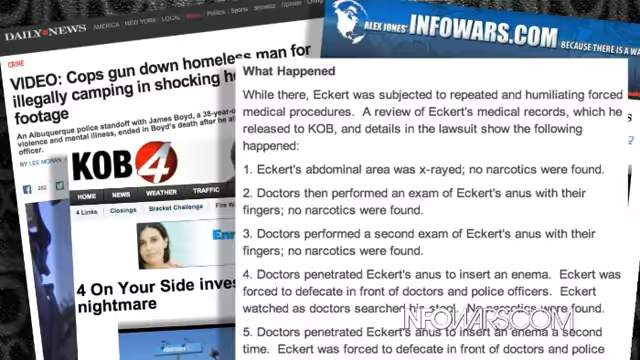 DAILY NEWS AMERICA NEW YORK LOCAL Politics Sports Showbiz Opinion
CRIME
VIDEO: Cops gun down homeless man for
illegally camping in shocking
footage
An Albuquerque police standoff with James Boyd, a 38-year-
violence and mental illness, ended in Boyd's death after
officer.
BY LEE MORAN
KOB 4
HOME NEWS WEATHER TRAFFIC
4 Links Closings Bracket Challenge
4 On Your Side
nightmare
ALEX JONES' INFOWARS.COM BECAUSE THERE IS A
What Happened
While there, Eckert was subjected to repeated and humiliating forced
medical procedures. A review of Eckert's medical records, which he
released to KOB, and details in the lawsuit show the following
happened:
1. Eckert's abdominal area was x-rayed; no narcotics were found.
2. Doctors then performed an exam of Eckert's anus with their
fingers; no narcotics were found.
3. Doctors performed a second exam of Eckert's anus with their
fingers; no narcotics were found.
4. Doctors penetrated Eckert's anus to insert an enema. Eckert was
forced to defecate in front of doctors and police officers. Eckert
watched as doctors searched his stool. No narcotics were found.
INFOWARS.COM
5. Doctors penetrated Eckert's anus to insert an enema a second
time. Eckert was forced to defecate in front of doctors and police